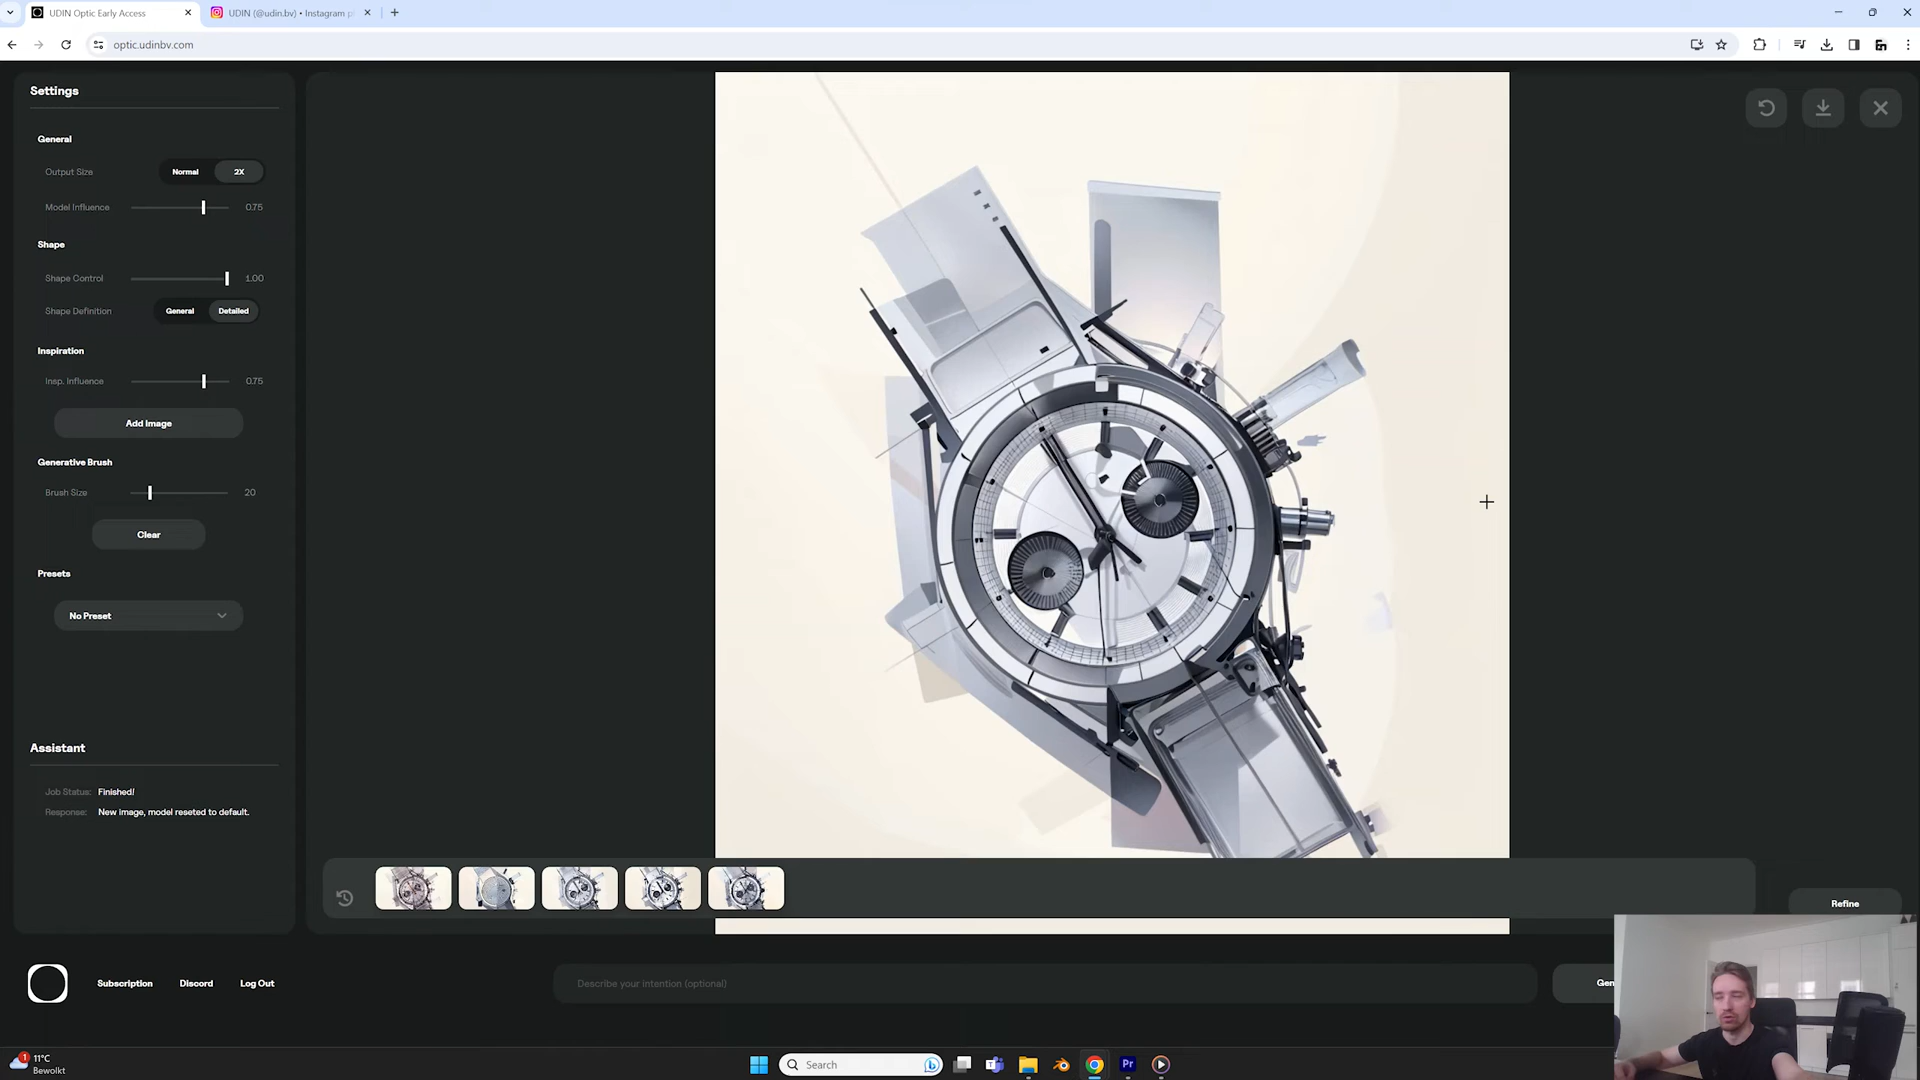 UDIN Optic Early Access
UDIN (@udin.bv) • Instagram p
optic.udinbv.com
Settings
General
Output Size
Normal
2X
Model Influence
0.75
Shape
Shape Control
1.00
Shape Definition
General
Detailed
Inspiration
Insp. Influence
0.75
Add Image
Generative Brush
Brush Size
20
Clear
Presets
No Preset
Assistant
Job Status: Finished!
Response: New image, model reseted to default.
Refine
Subscription
Discord
Log Out
Describe your intention (optional)
Gen
1
11°C
Bewolkt
Search
Pr